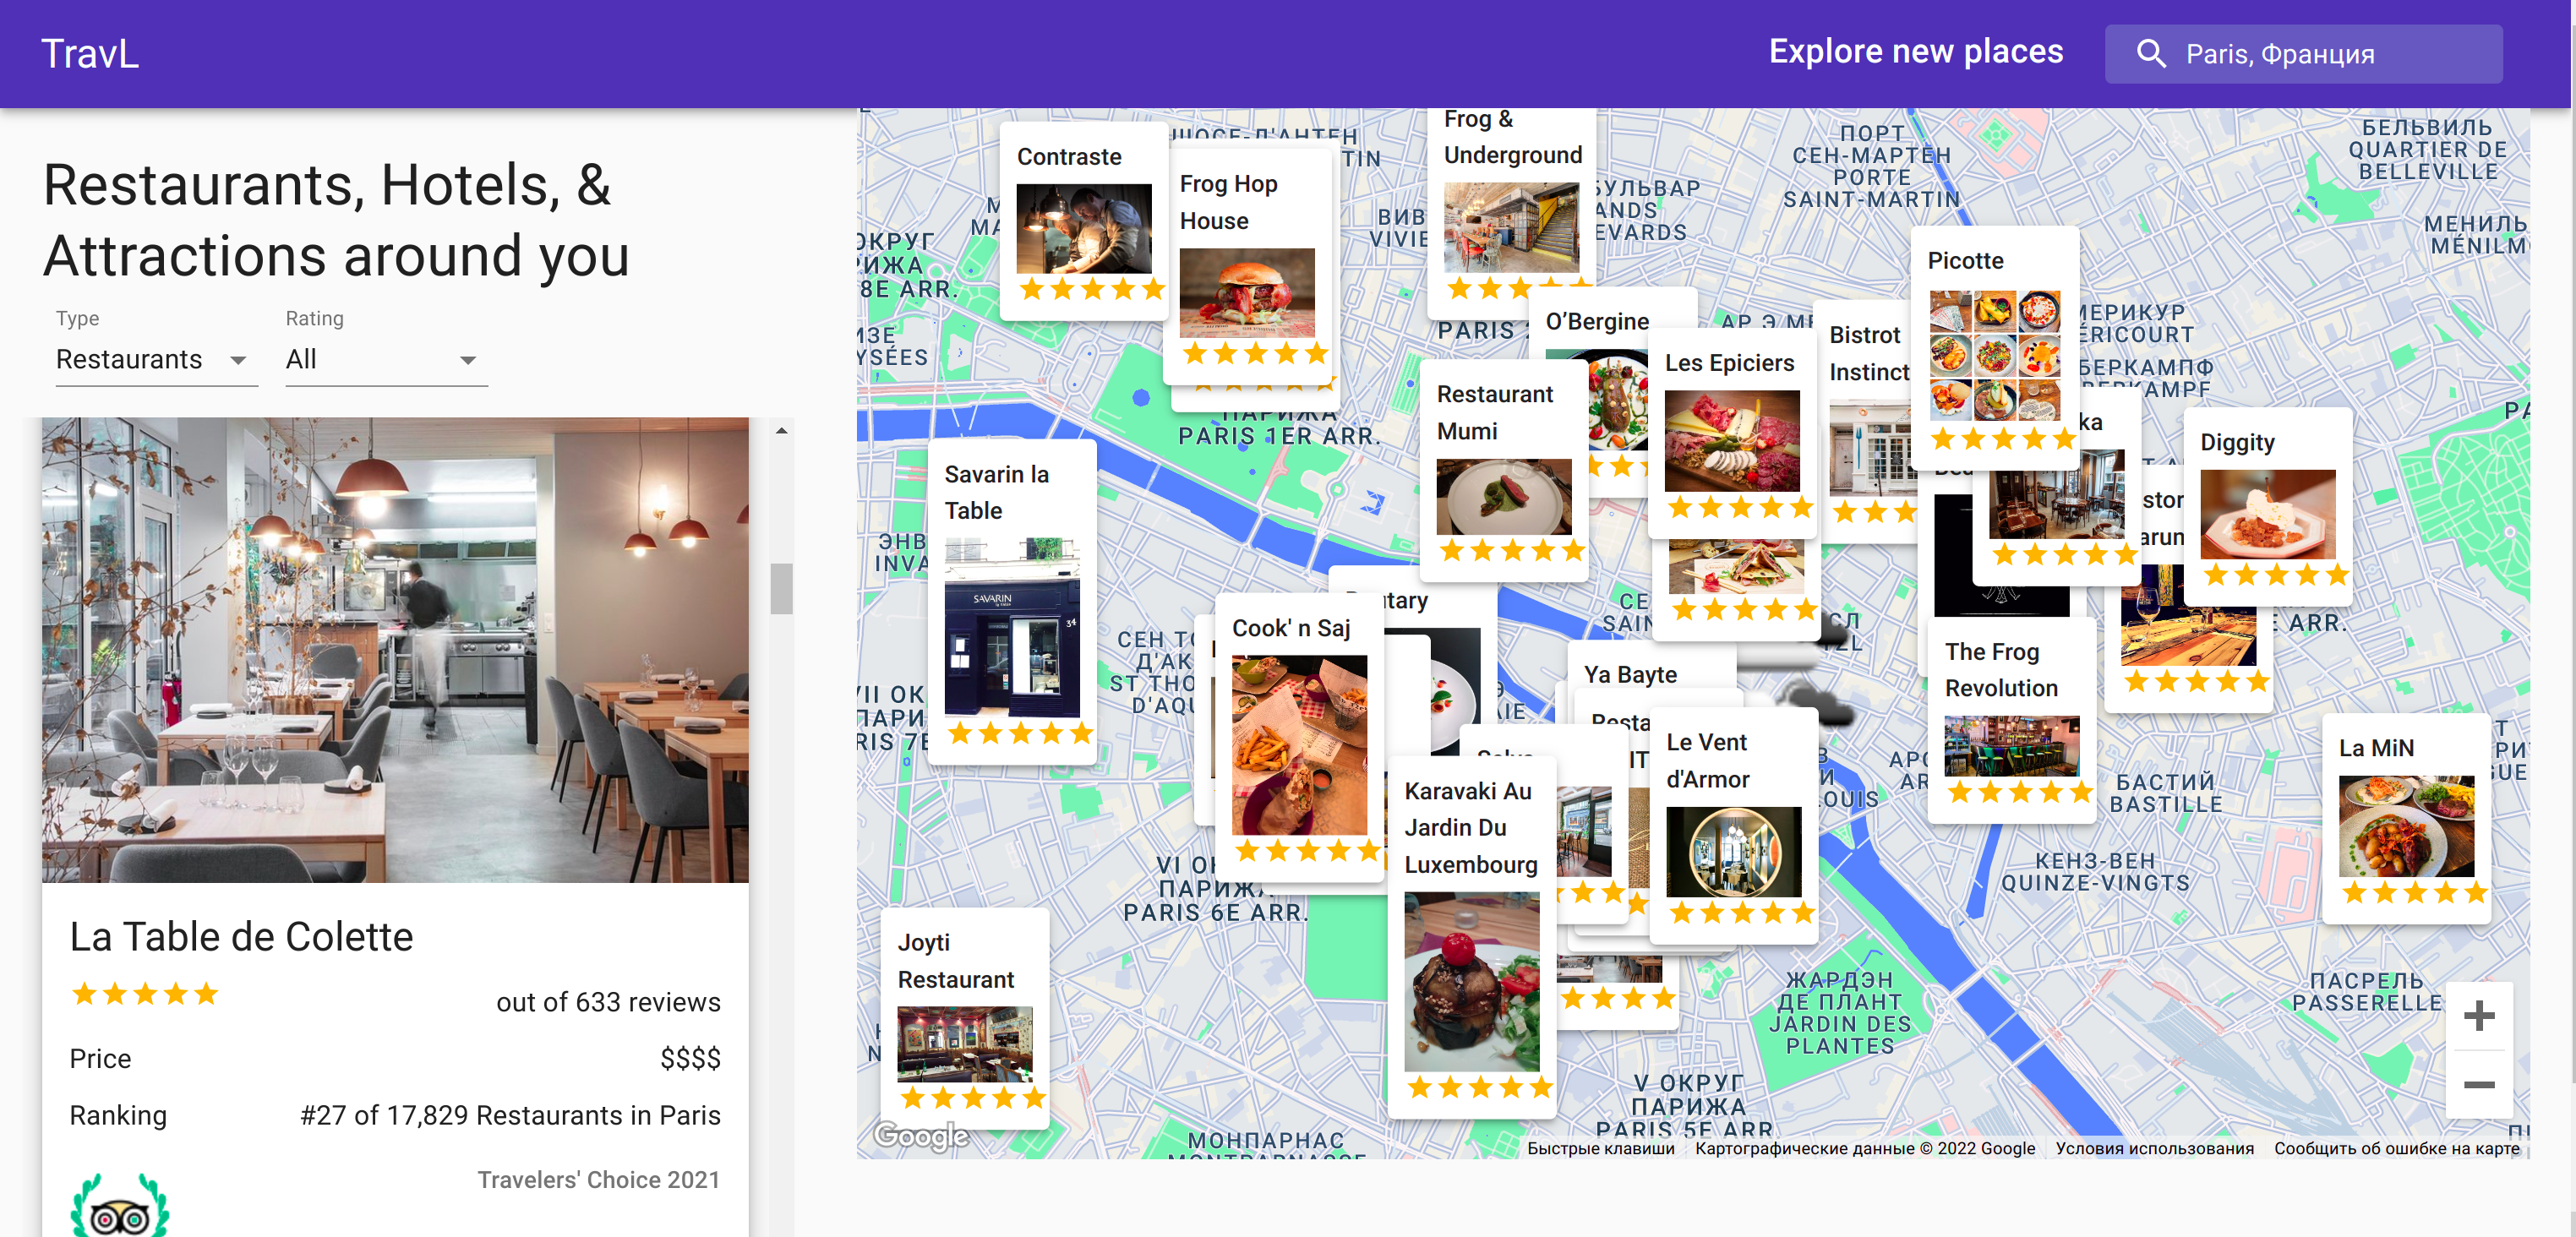 TravL
Explore new places
Paris, Франция
Restaurants, Hotels, &
Attractions around you
Type
Restaurants
Rating
All
La Table de Colette
out of 633 reviews
Price
$$$$
Ranking
#27 of 17,829 Restaurants in Paris
Travelers' Choice 2021
Contraste
Frog Hop
House
Frog &
Underground
O'Bergine
Les Epiciers
Bistrot
Instinct
Picotte
Restaurant
Mumi
Diggity
Savarin la
Table
SAVARIN
34
Cook' n Saj
Ya Bayte
The Frog
Revolution
Le Vent
d'Armor
Karavaki Au
Jardin Du
Luxembourg
La MiN
Joyti
Restaurant
ПОРТ
СЕН-МАРТЕН
PORTE
SAINT-MARTIN
БЕЛЬВИЛЬ
QUARTIER DE
BELLEVILLE
PARIS 1ER ARR.
PARIS 6E ARR.
БАСТИЙ
BASTILLE
КЕНЗ-ВЕН
QUINZE-VINGTS
ЖАРДЭН
ДЕ ПЛАНТ
JARDIN DES
PLANTES
ПАСРЕЛЬ
PASSERELLE
V ОКРУГ
ПАРИЖА
PARIS 5E ARR
МОНПАРНАС
Google
Быстрые клавиши
Картографические данные © 2022 Google
Условия использования
Сообщить об ошибке на карте